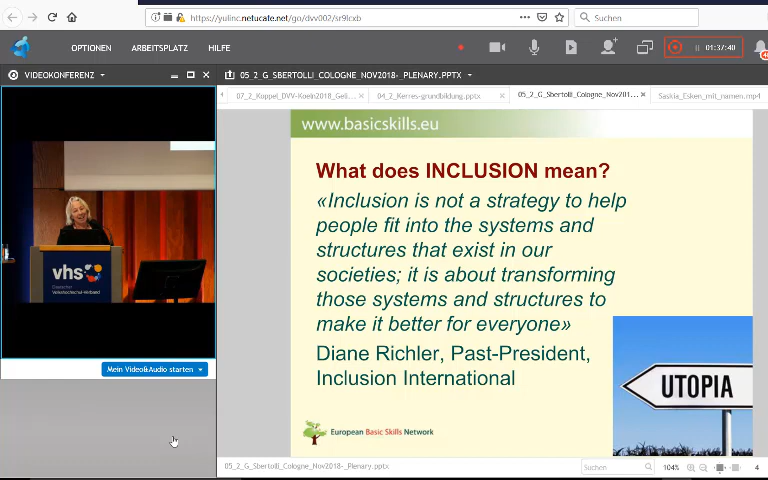 https://yulinc.netucate.net/go/dvv002/sr9lcxb
Suchen
OPTIONEN
ARBEITSPLATZ
HILFE
01:37:40
VIDEOKONFERENZ
05_2_G_SBERTOLLI_COLOGNE_NOV2018-_PLENARY.PPTX
07_2_Koppel_DVV-Koeln2018_Geli...
04_2_Kerres-grundbildung.pptx
05_2_G_Sbertolli_Cologne_Nov201...
Saskia_Esken_mit_namen.mp4
www.basicskills.eu
What does INCLUSION mean?
«Inclusion is not a strategy to help
people fit into the systems and
structures that exist in our
societies; it is about transforming
those systems and structures to
make it better for everyone»
Diane Richler, Past-President,
Inclusion International
UTOPIA
European Basic Skills Network
vhs
Deutscher
Volkshochschul-Verband
Mein Video&Audio starten
05_2_G_Sbertolli_Cologne_Nov2018-_Plenary.pptx
Suchen
104%
4